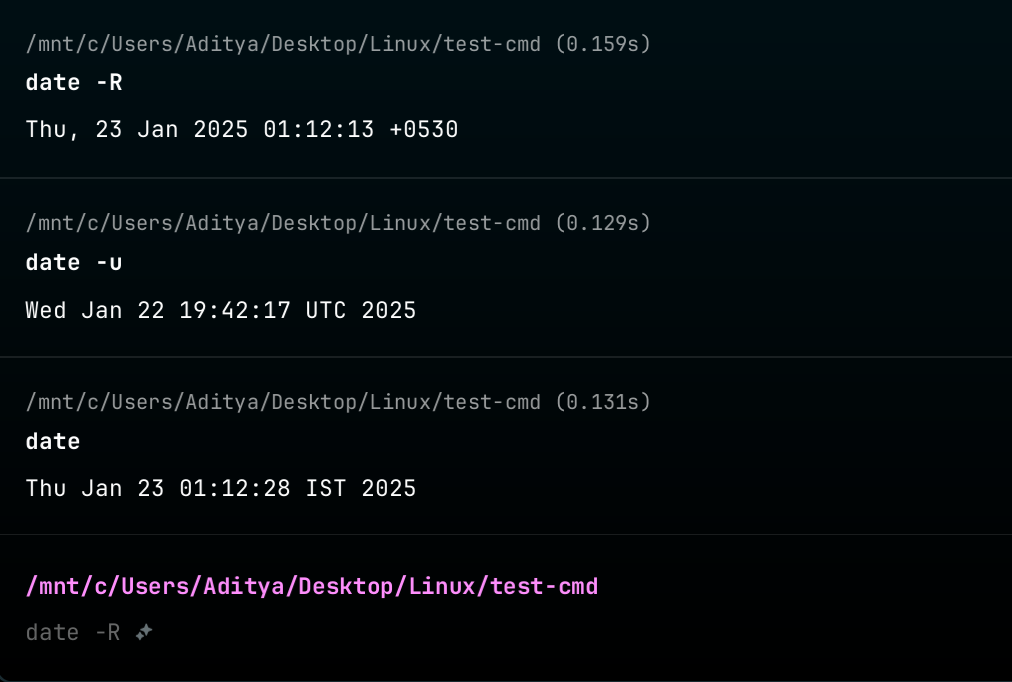 /mnt/c/Users/Aditya/Desktop/Linux/test-cmd (0.159s)
date -R
Thu, 23 Jan 2025 01:12:13 +0530
/mnt/c/Users/Aditya/Desktop/Linux/test-cmd (0.129s)
date -u
Wed Jan 22 19:42:17 UTC 2025
/mnt/c/Users/Aditya/Desktop/Linux/test-cmd (0.131s)
date
Thu Jan 23 01:12:28 IST 2025
/mnt/c/Users/Aditya/Desktop/Linux/test-cmd
date -R